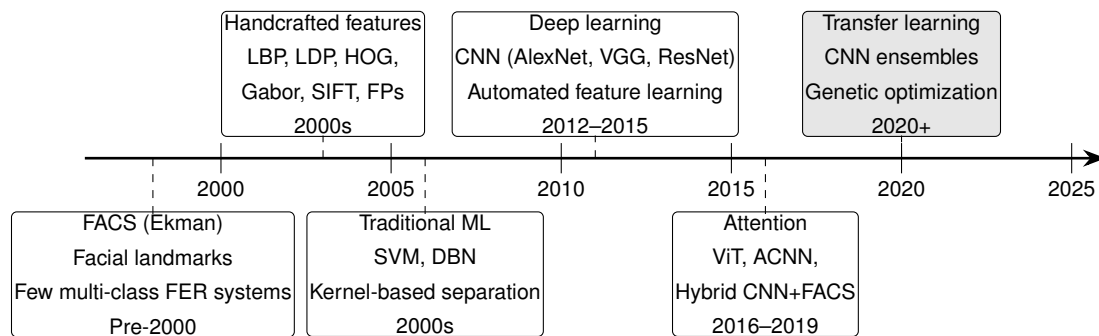 Handcrafted features
LBP, LDP, HOG,
Gabor, SIFT, FPs
2000s
Deep learning
CNN (AlexNet, VGG, ResNet)
Automated feature learning
2012–2015
Transfer learning
CNN ensembles
Genetic optimization
2020+
2000
2005
2010
2015
2020
2025
FACS (Ekman)
Facial landmarks
Few multi-class FER systems
Pre-2000
Traditional ML
SVM, DBN
Kernel-based separation
2000s
Attention
ViT, ACNN,
Hybrid CNN+FACS
2016–2019